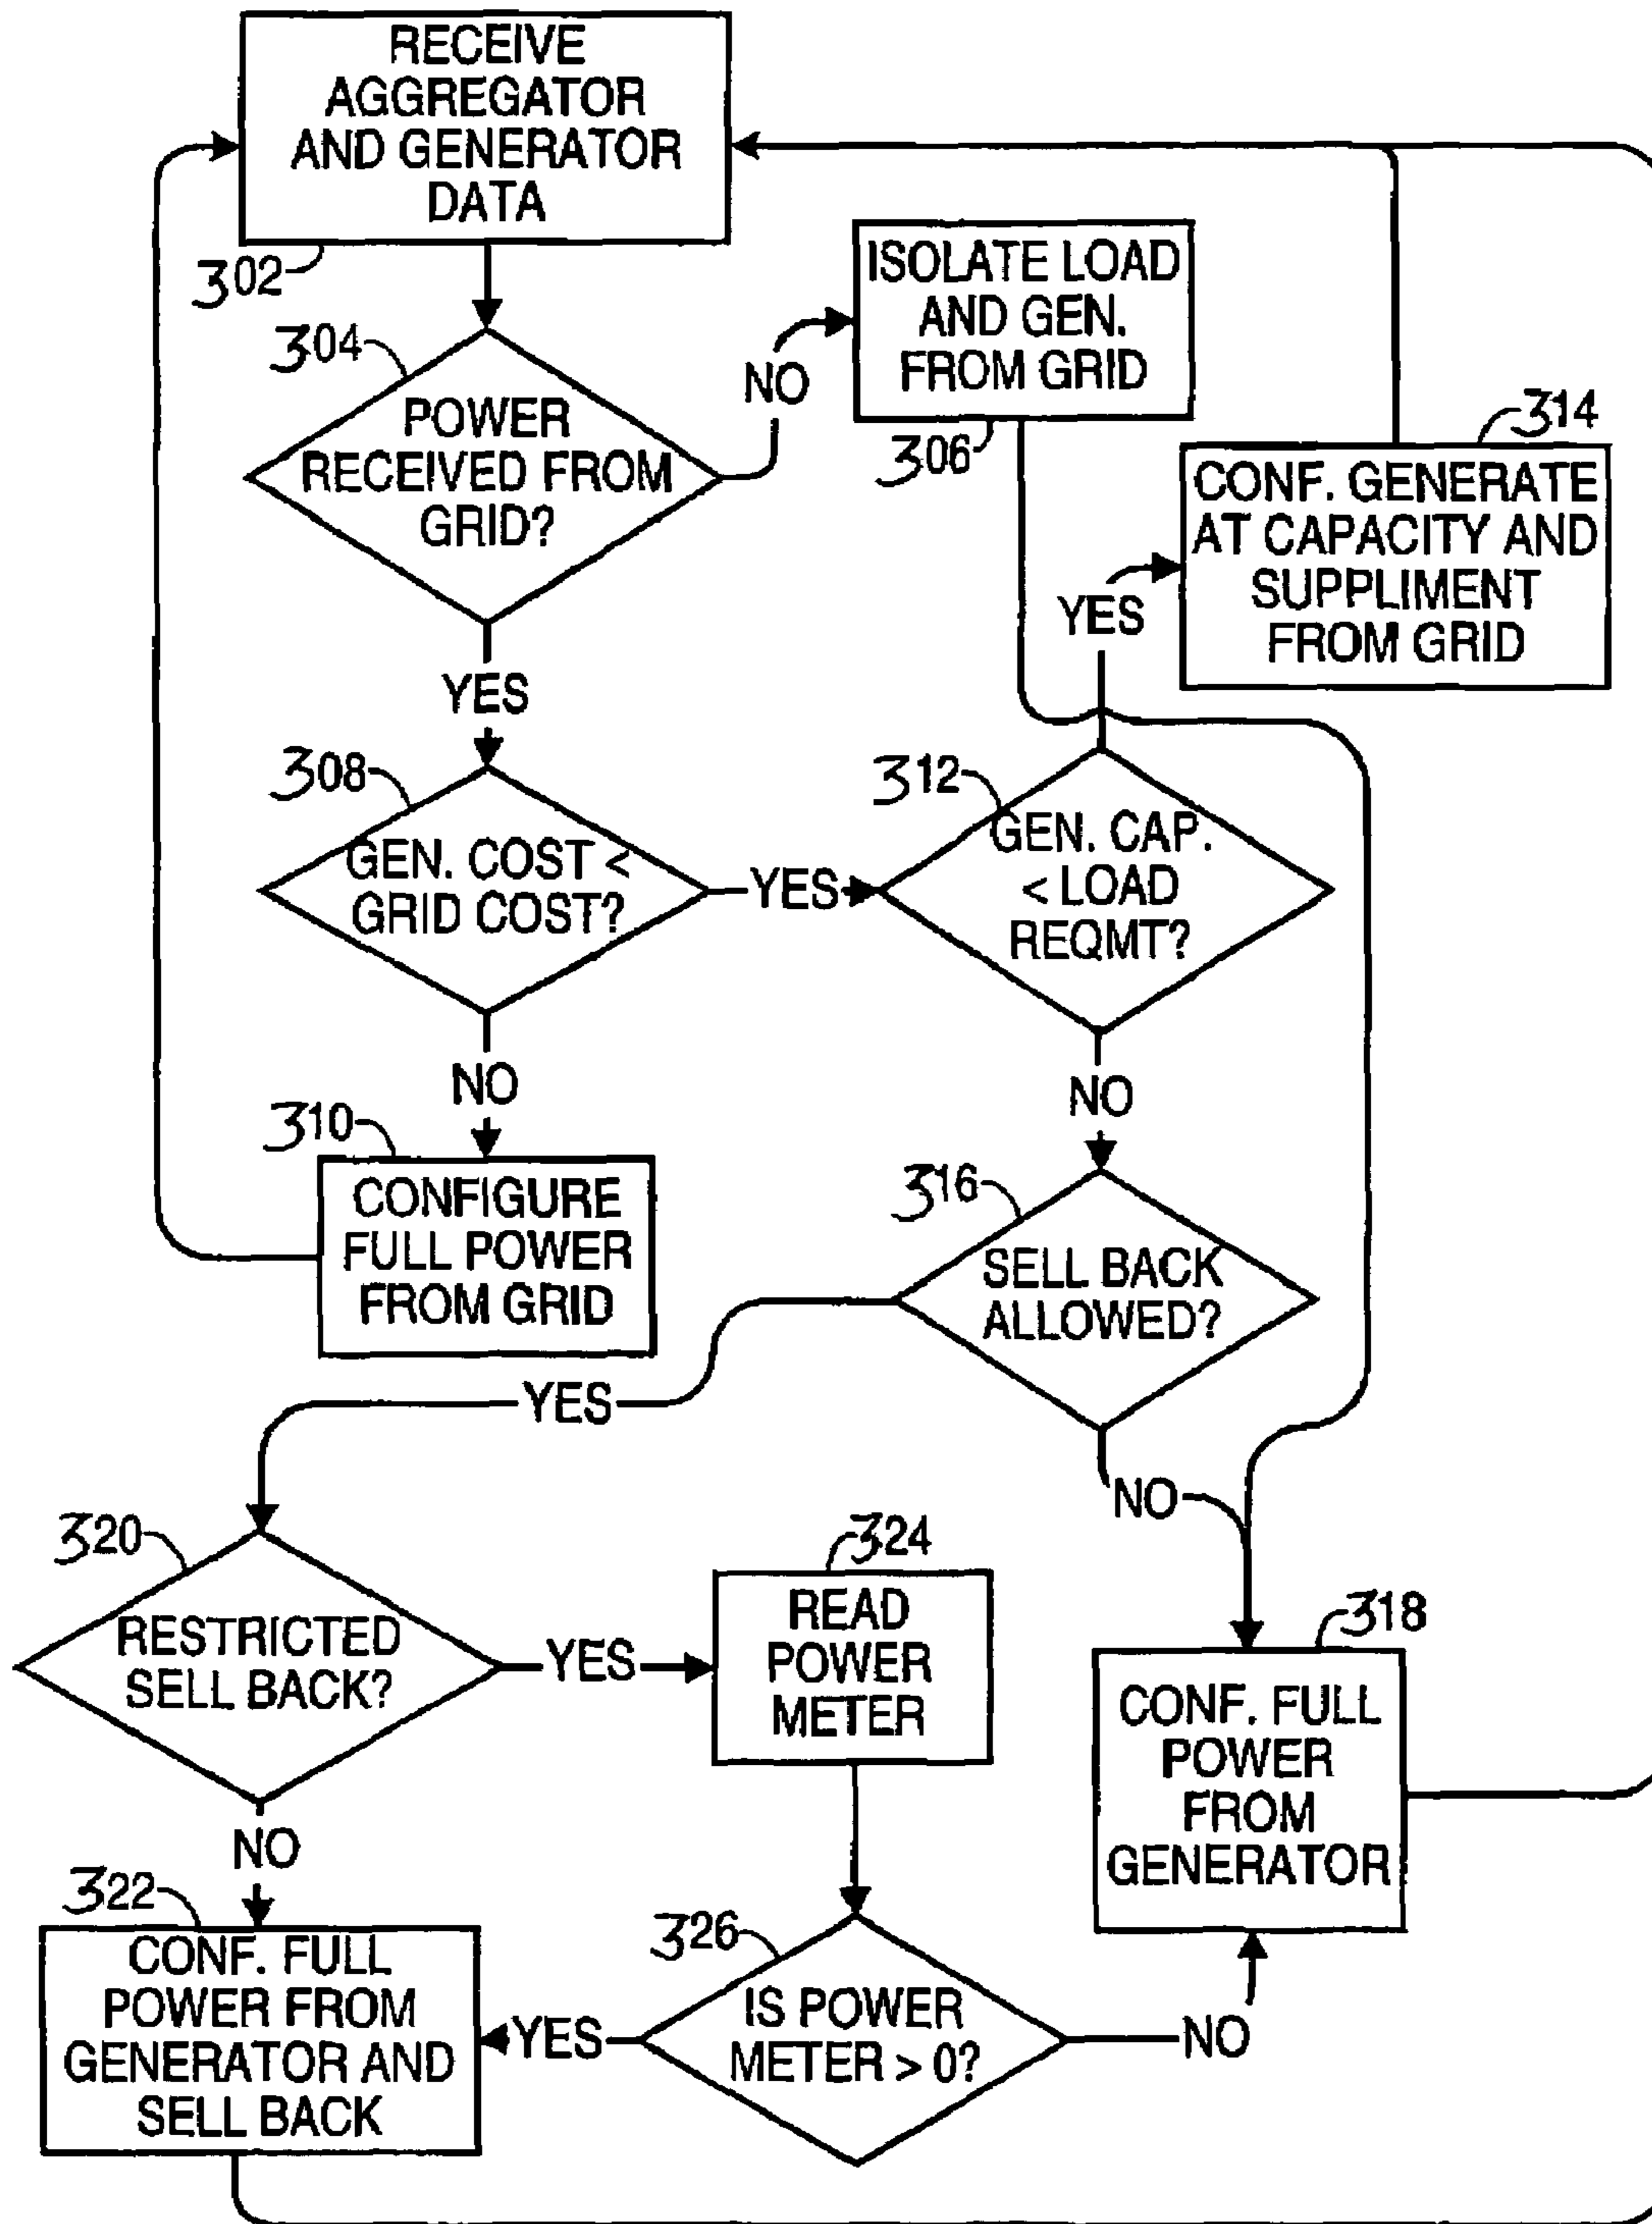 RECEIVE
AGGREGATOR
AND GENERATOR
DATA
302
304
POWER
RECEIVED FROM
GRID?
NO
ISOLATE LOAD
AND GEN.
FROM GRID
306
314
CONF. GENERATE
AT CAPACITY AND
SUPPLIMENT
FROM GRID
YES
YES
308
GEN. COST <
GRID COST?
YES
312
GEN. CAP.
< LOAD
REQMT?
NO
310
CONFIGURE
FULL POWER
FROM GRID
NO
316
SELL BACK
ALLOWED?
YES
NO
320
RESTRICTED
SELL BACK?
YES
324
READ
POWER
METER
318
CONF. FULL
POWER
FROM
GENERATOR
NO
322
CONF. FULL
POWER FROM
GENERATOR AND
SELL BACK
YES
326
IS POWER
METER > 0?
NO